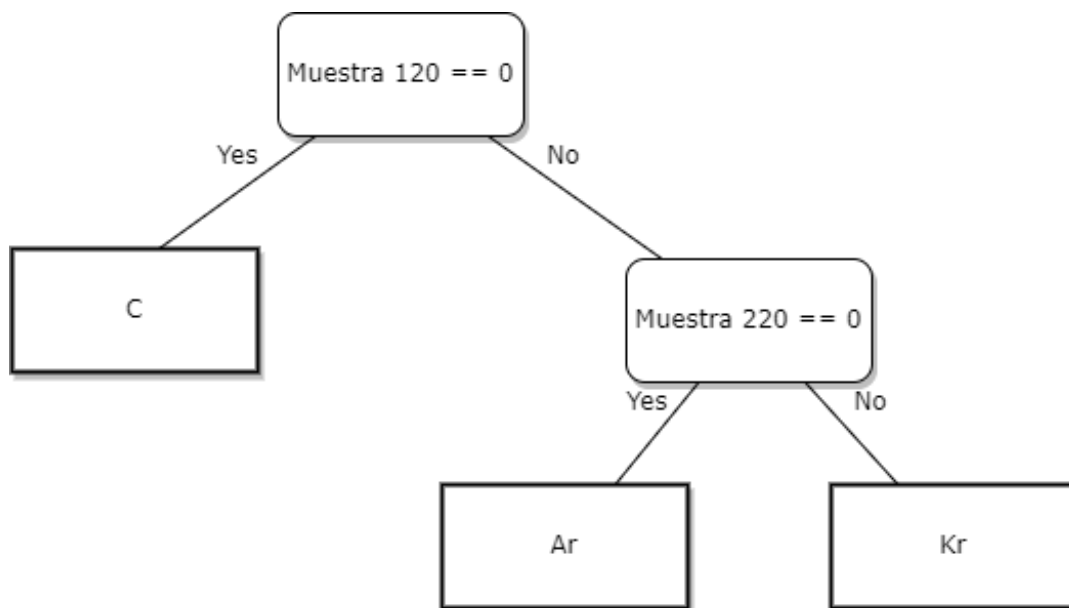 Muestra 120 == 0
Yes
No
C
Muestra 220 == 0
Yes
No
Ar
Kr